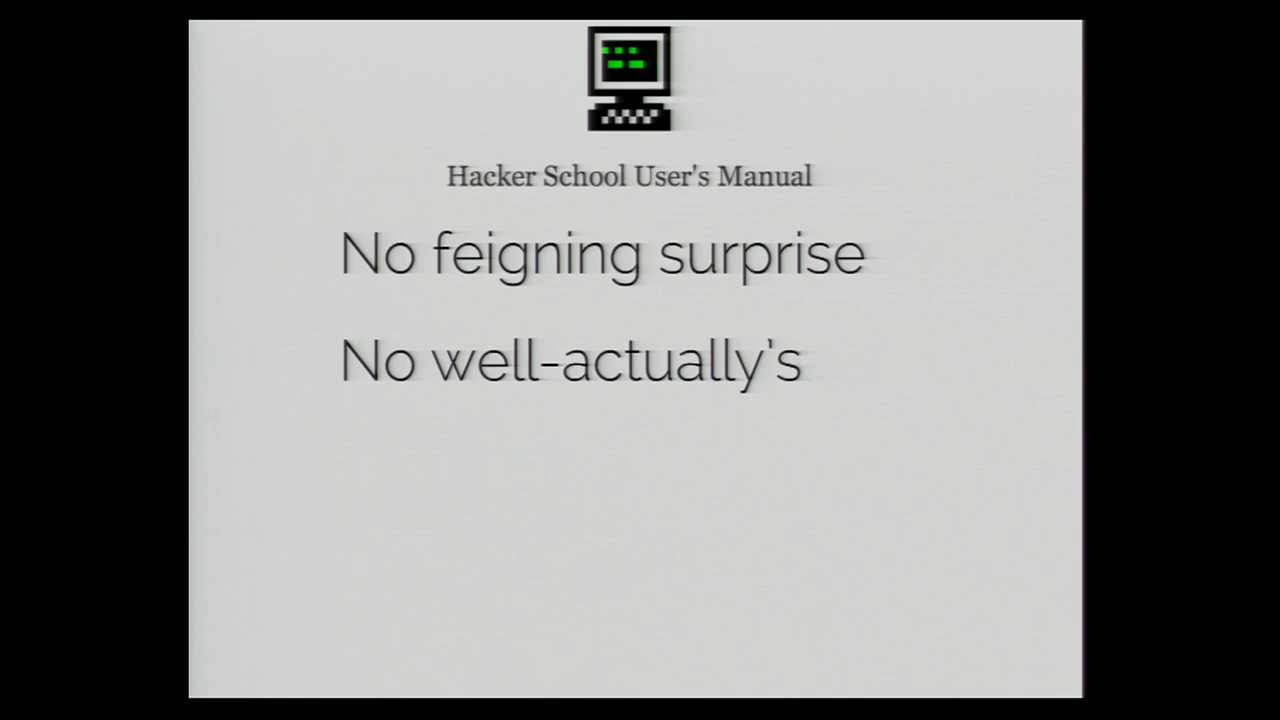 Hacker School User's Manual
No feigning surprise
No well-actually's